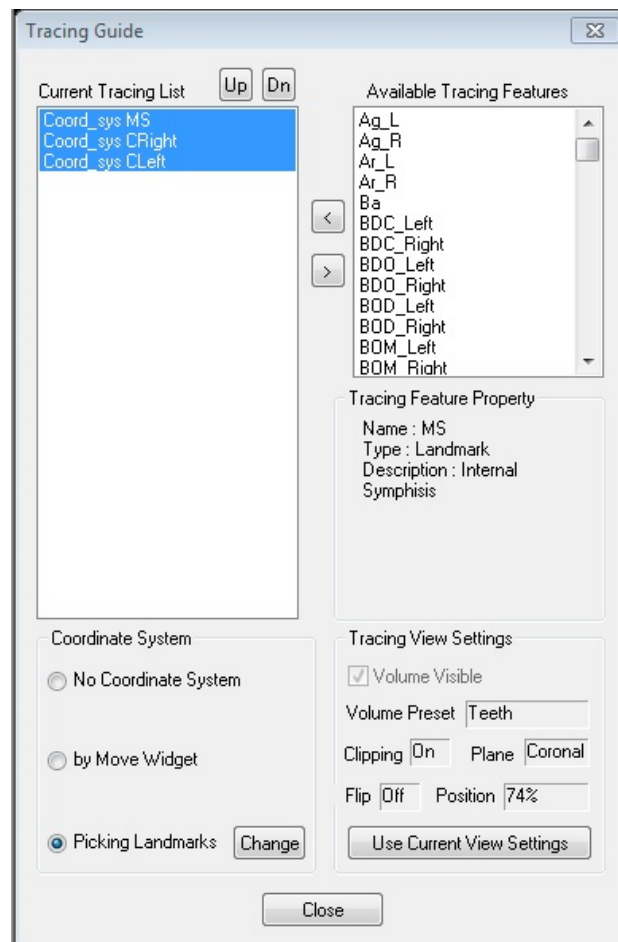 Tracing Guide
Current Tracing List
Up
Dn
Available Tracing Features
Coord_sys MS
Coord_sys CRight
Coord_sys CLeft
Ag_L
Ag_R
Ar_L
Ar_R
Ba
BDC_Left
BDC_Right
BDO_Left
BDO_Right
BOD_Left
BOD_Right
BOM_Left
BOM_Right
<
>
Tracing Feature Property
Name : MS
Type : Landmark
Description : Internal
Symphisis
Coordinate System
No Coordinate System
by Move Widget
Picking Landmarks
Change
Tracing View Settings
Volume Visible
Volume Preset Teeth
Clipping On Plane Coronal
Flip Off Position 74%
Use Current View Settings
Close